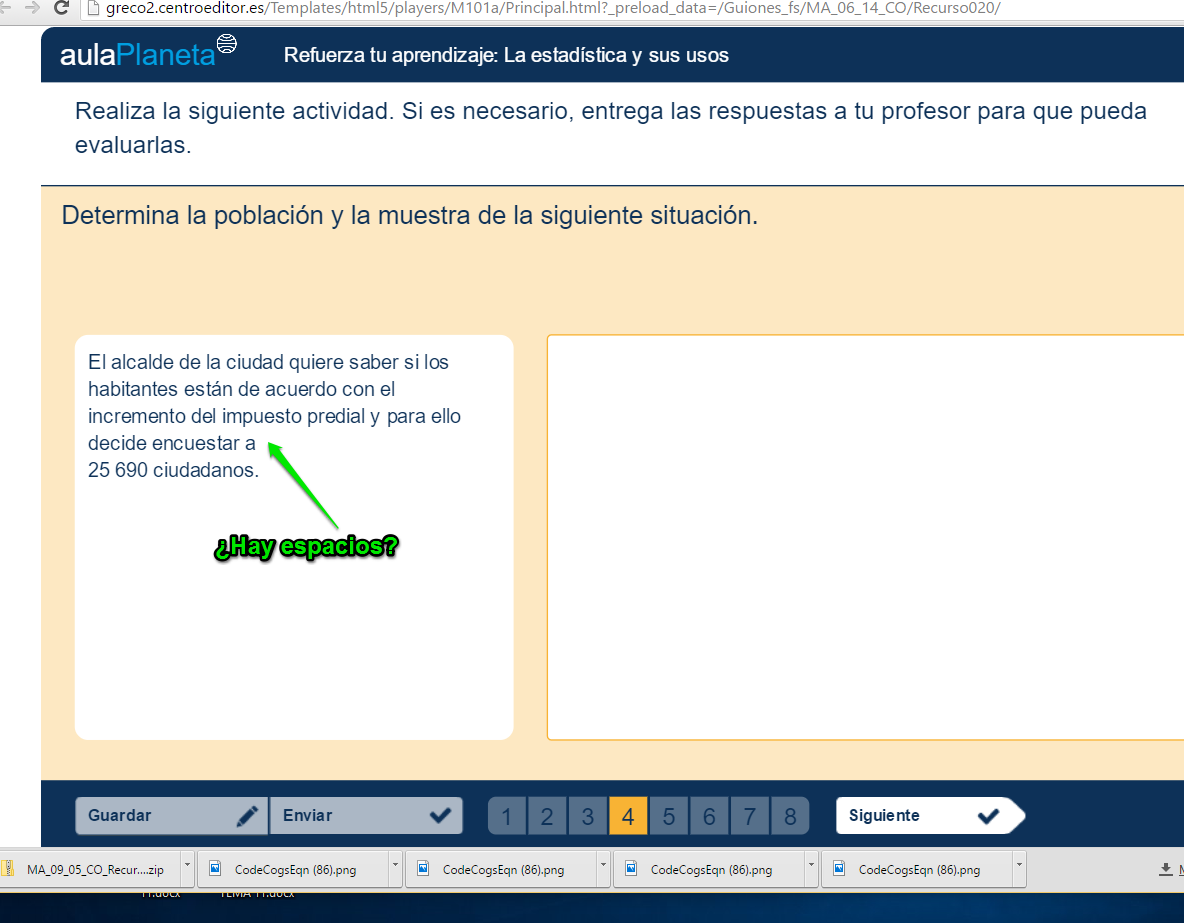 greco2.centroeditor.es/Templates/html5/players/M101a/Principal.html?_preload_data=/Guiones_fs/MA_06_14_CO/Recurso020/
aulaPlaneta
Refuerza tu aprendizaje: La estadística y sus usos
Realiza la siguiente actividad. Si es necesario, entrega las respuestas a tu profesor para que pueda
evaluarlas.
Determina la población y la muestra de la siguiente situación.
El alcalde de la ciudad quiere saber si los
habitantes están de acuerdo con el
incremento del impuesto predial y para ello
decide encuestar a
25 690 ciudadanos.
¿Hay espacios?
Guardar
Enviar
1 2 3 4 5 6 7 8
Siguiente
MA_09_05_CO_Recur....zip
CodeCogsEqn (86).png
CodeCogsEqn (86).png
CodeCogsEqn (86).png
CodeCogsEqn (86).png
11.docx
TEMA 11.docx